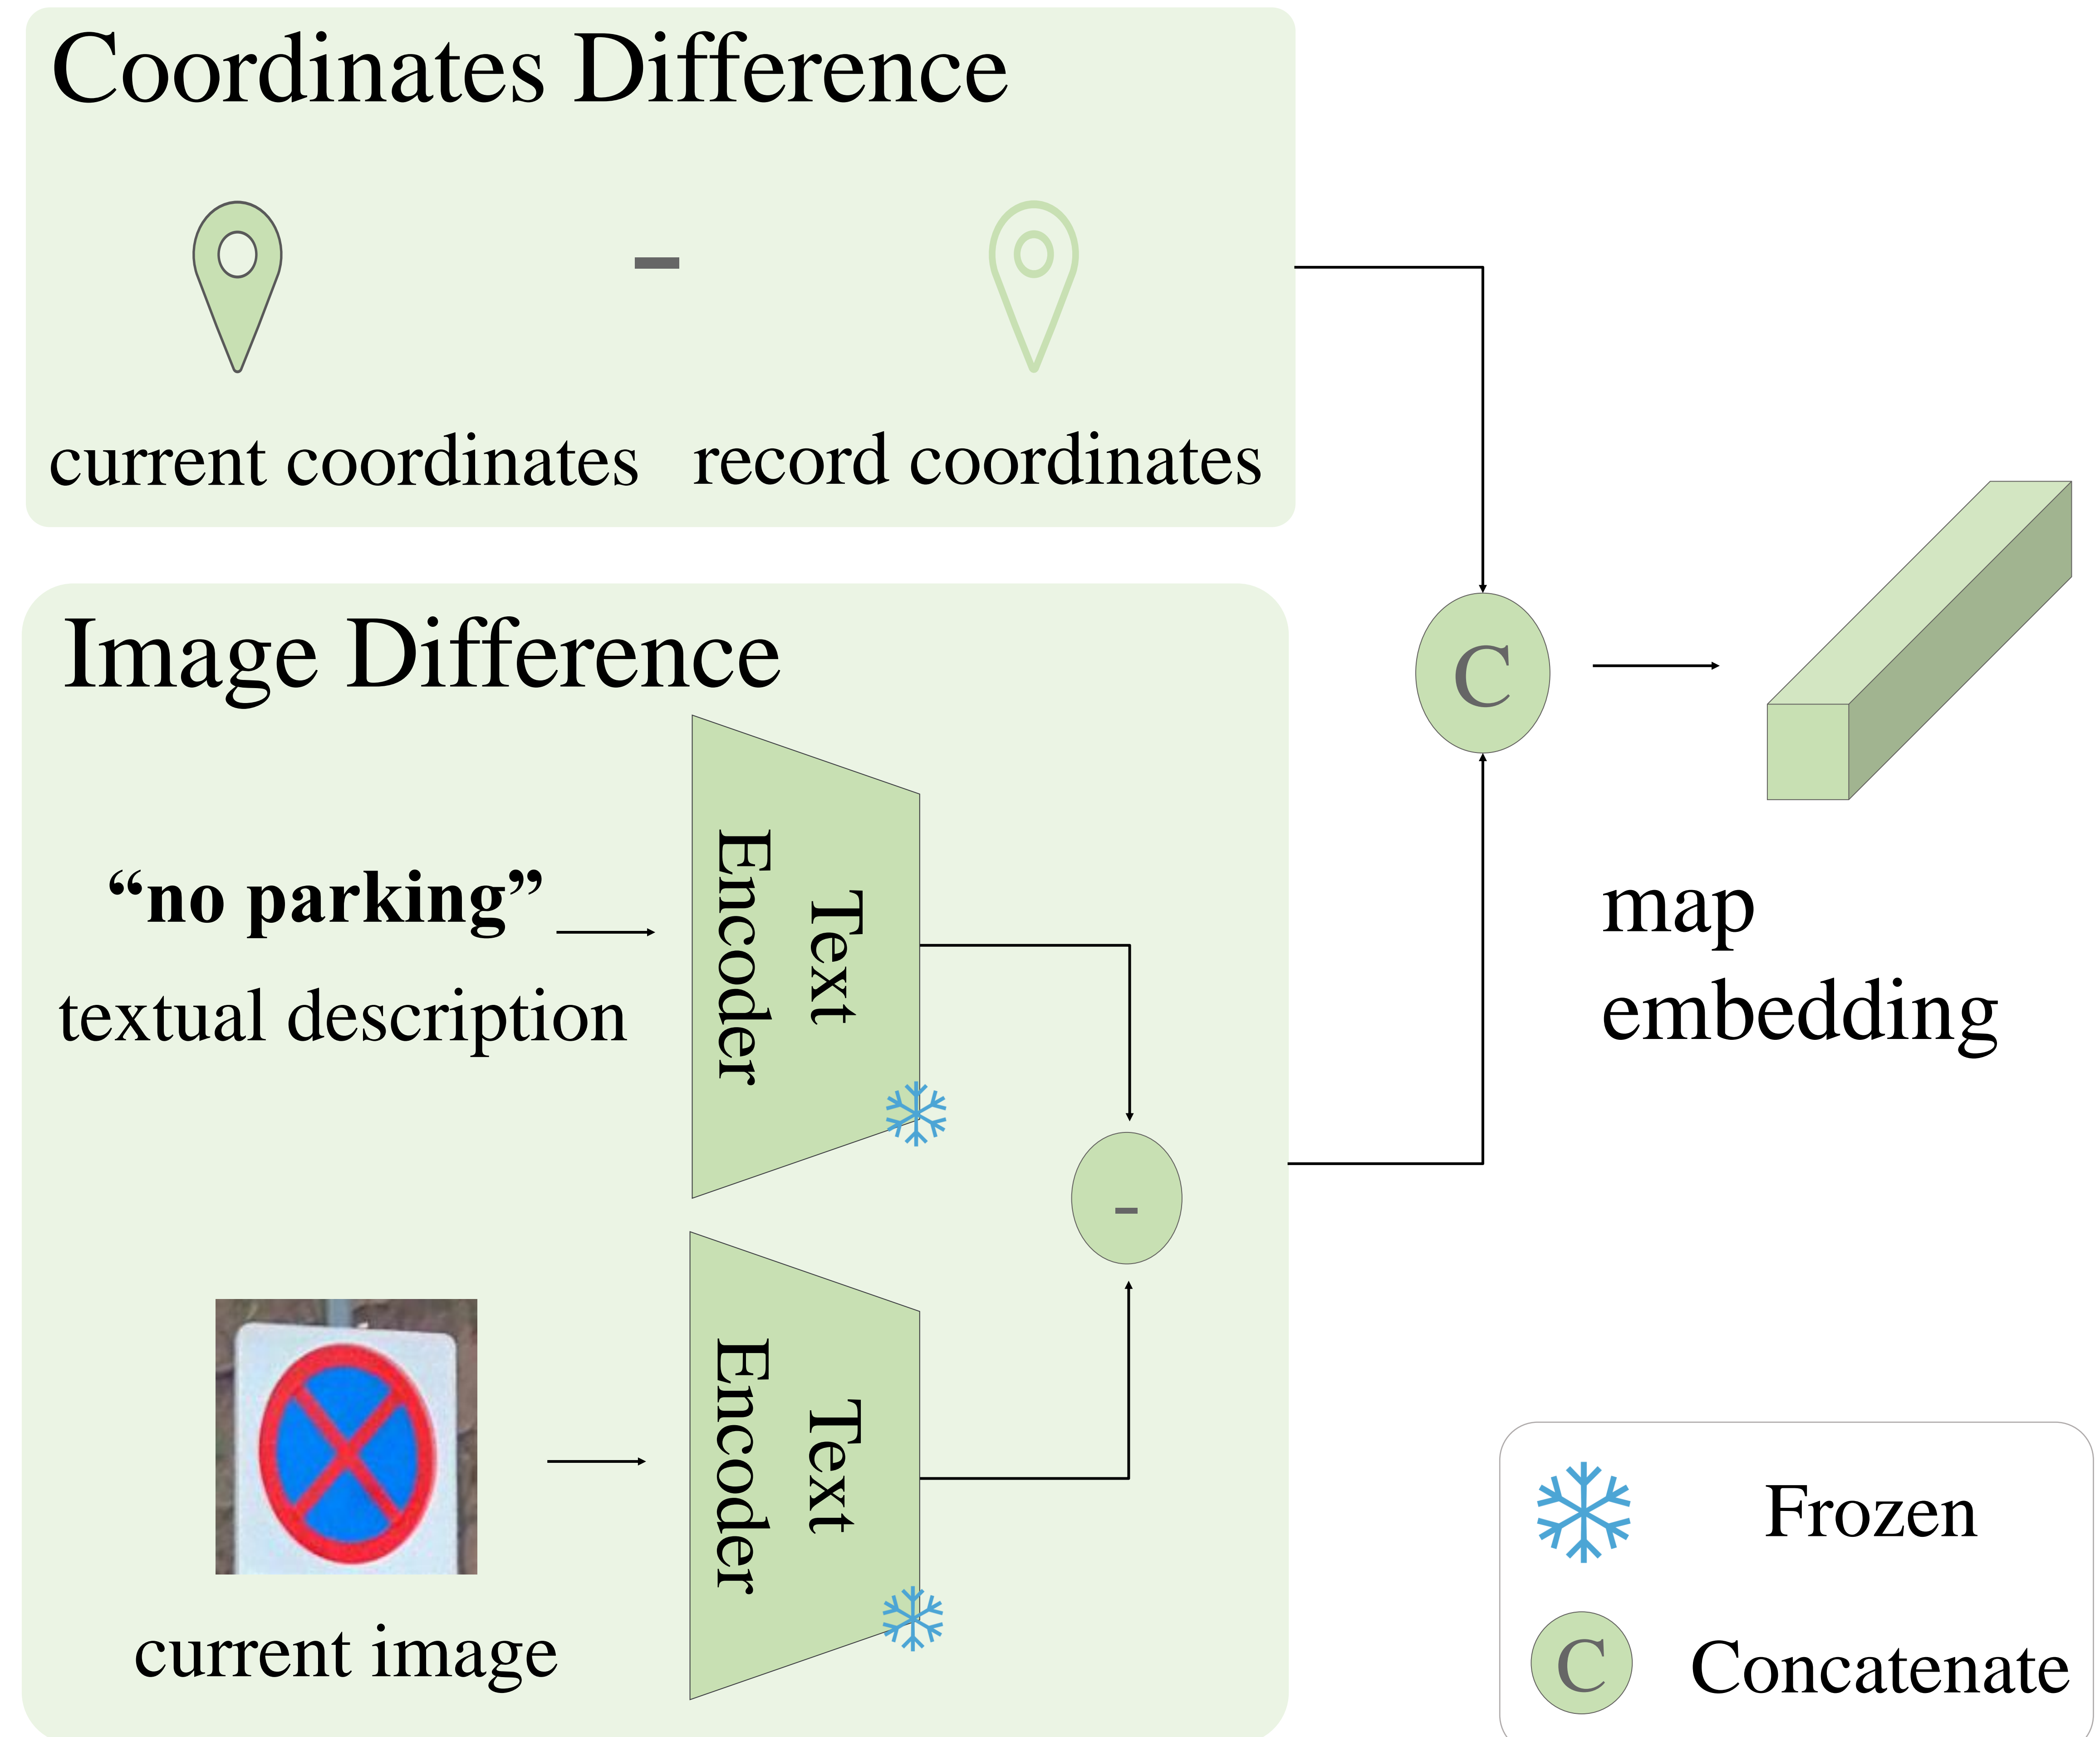 Coordinates Difference
-
current coordinates record coordinates
Image Difference
Text
Encoder
“no parking”
textual description
-
Text
Encoder
current image
C
map
embedding
Frozen
C Concatenate